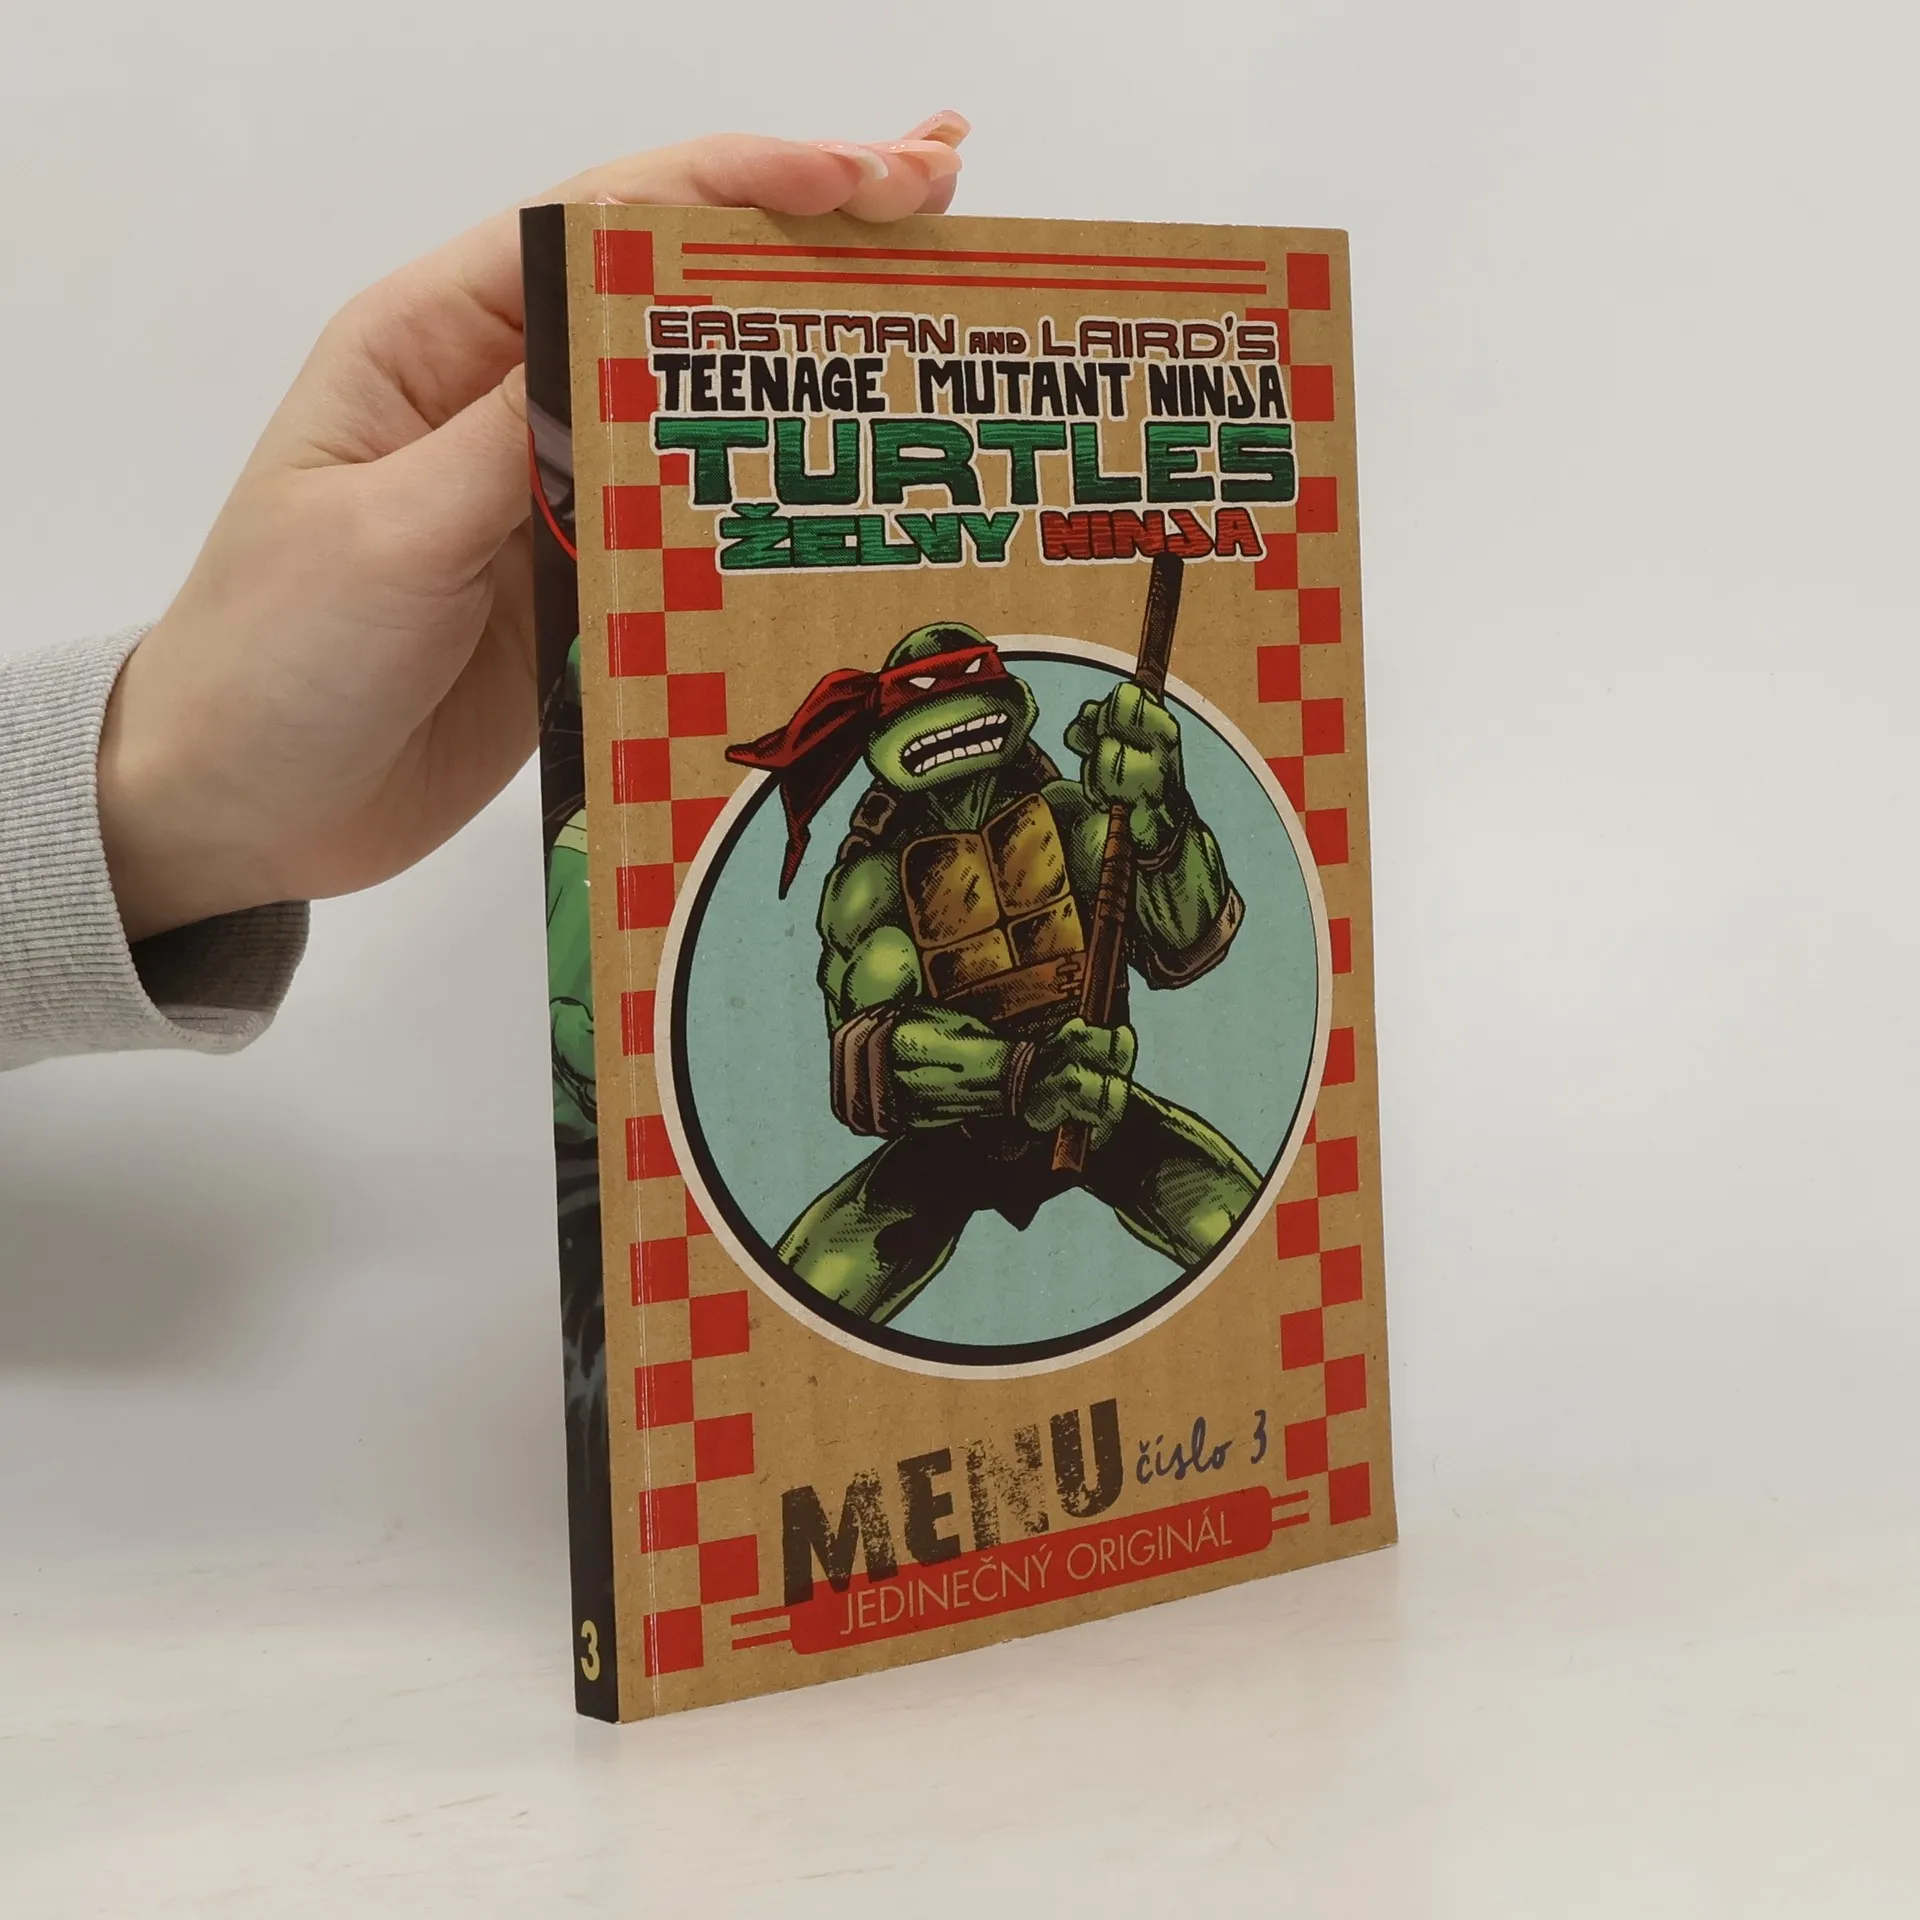 EASTMAN AND LAIRD'S
TEENAGE MUTANT NINJA
TURTLES
ŽELVY NINJA
MENU číslo 3
JEDINEČNÝ ORIGINÁL
3